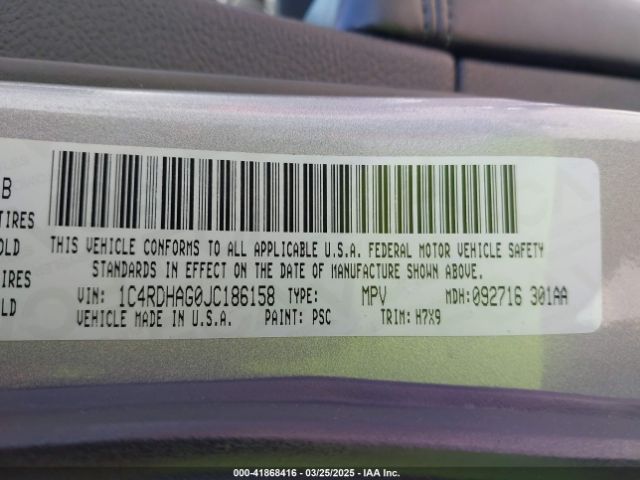 B
TIRES
OLD
TIRES
OLD
THIS VEHICLE CONFORMS TO ALL APPLICABLE U.S.A. FEDERAL MOTOR VEHICLE SAFETY
STANDARDS IN EFFECT ON THE DATE OF MANUFACTURE SHOWN ABOVE.
VIN: 1C4RDHAG0JC186158 TYPE: MPV MDH:092716 301AA
VEHICLE MADE IN U.S.A. PAINT: PSC TRIM: H7X9
000-41868416 — 03/25/2025 — IAA Inc.